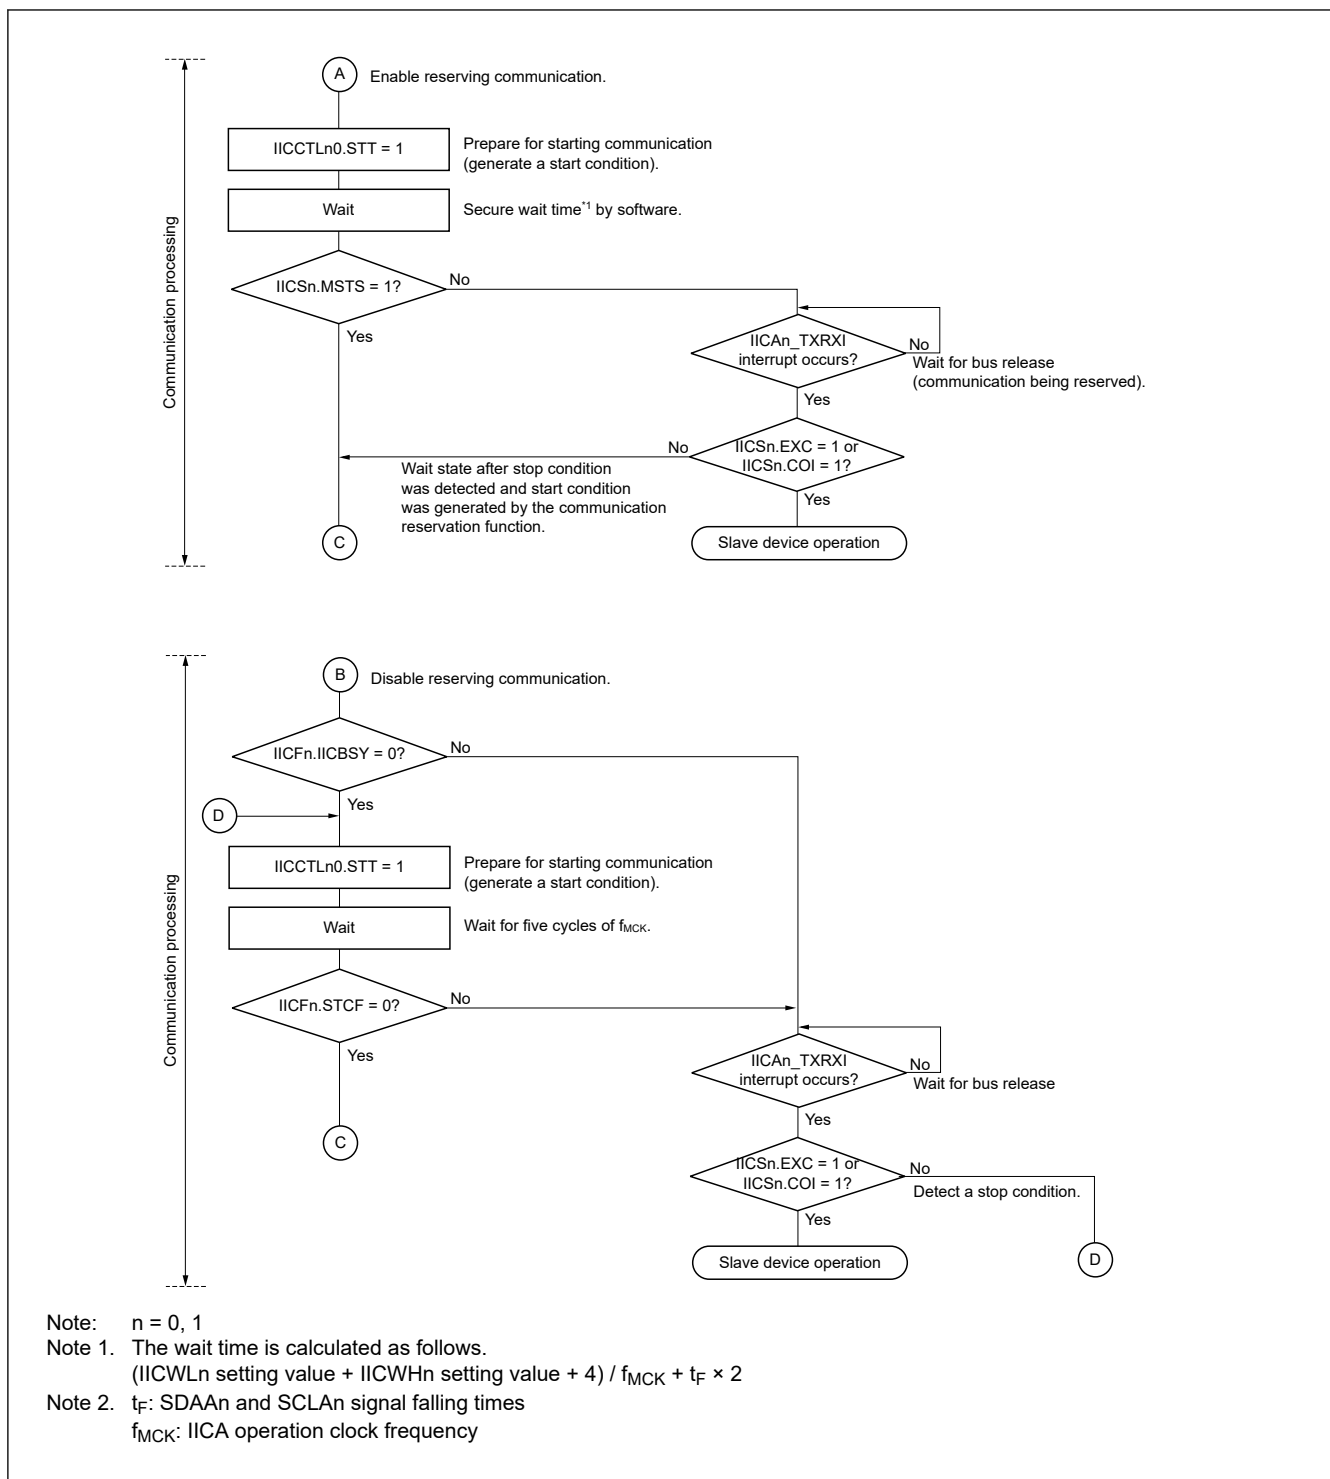 A
Enable reserving communication.
IICCTLn0.STT = 1
Prepare for starting communication
(generate a start condition).
Wait
Secure wait time*1 by software.
IICSn.MSTS = 1?
No
Yes
IICAn_TXRXI
interrupt occurs?
No
Wait for bus release
(communication being reserved).
Yes
IICSn.EXC = 1 or
IICSn.COI = 1?
No
Wait state after stop condition
was detected and start condition
was generated by the communication
reservation function.
Yes
C
Slave device operation
Communication processing
B
Disable reserving communication.
IICFn.IICBSY = 0?
No
Yes
D
IICCTLn0.STT = 1
Prepare for starting communication
(generate a start condition).
Wait
Wait for five cycles of fMCK.
IICFn.STCF = 0?
No
Yes
IICAn_TXRXI
interrupt occurs?
No
Wait for bus release
Yes
C
IICSn.EXC = 1 or
IICSn.COI = 1?
No
Detect a stop condition.
Yes
Slave device operation
D
Communication processing
Note: n = 0, 1
Note 1. The wait time is calculated as follows.
(IICWLn setting value + IICWHn setting value + 4) / fMCK + tF × 2
Note 2. tF: SDAAn and SCLAn signal falling times
fMCK: IICA operation clock frequency